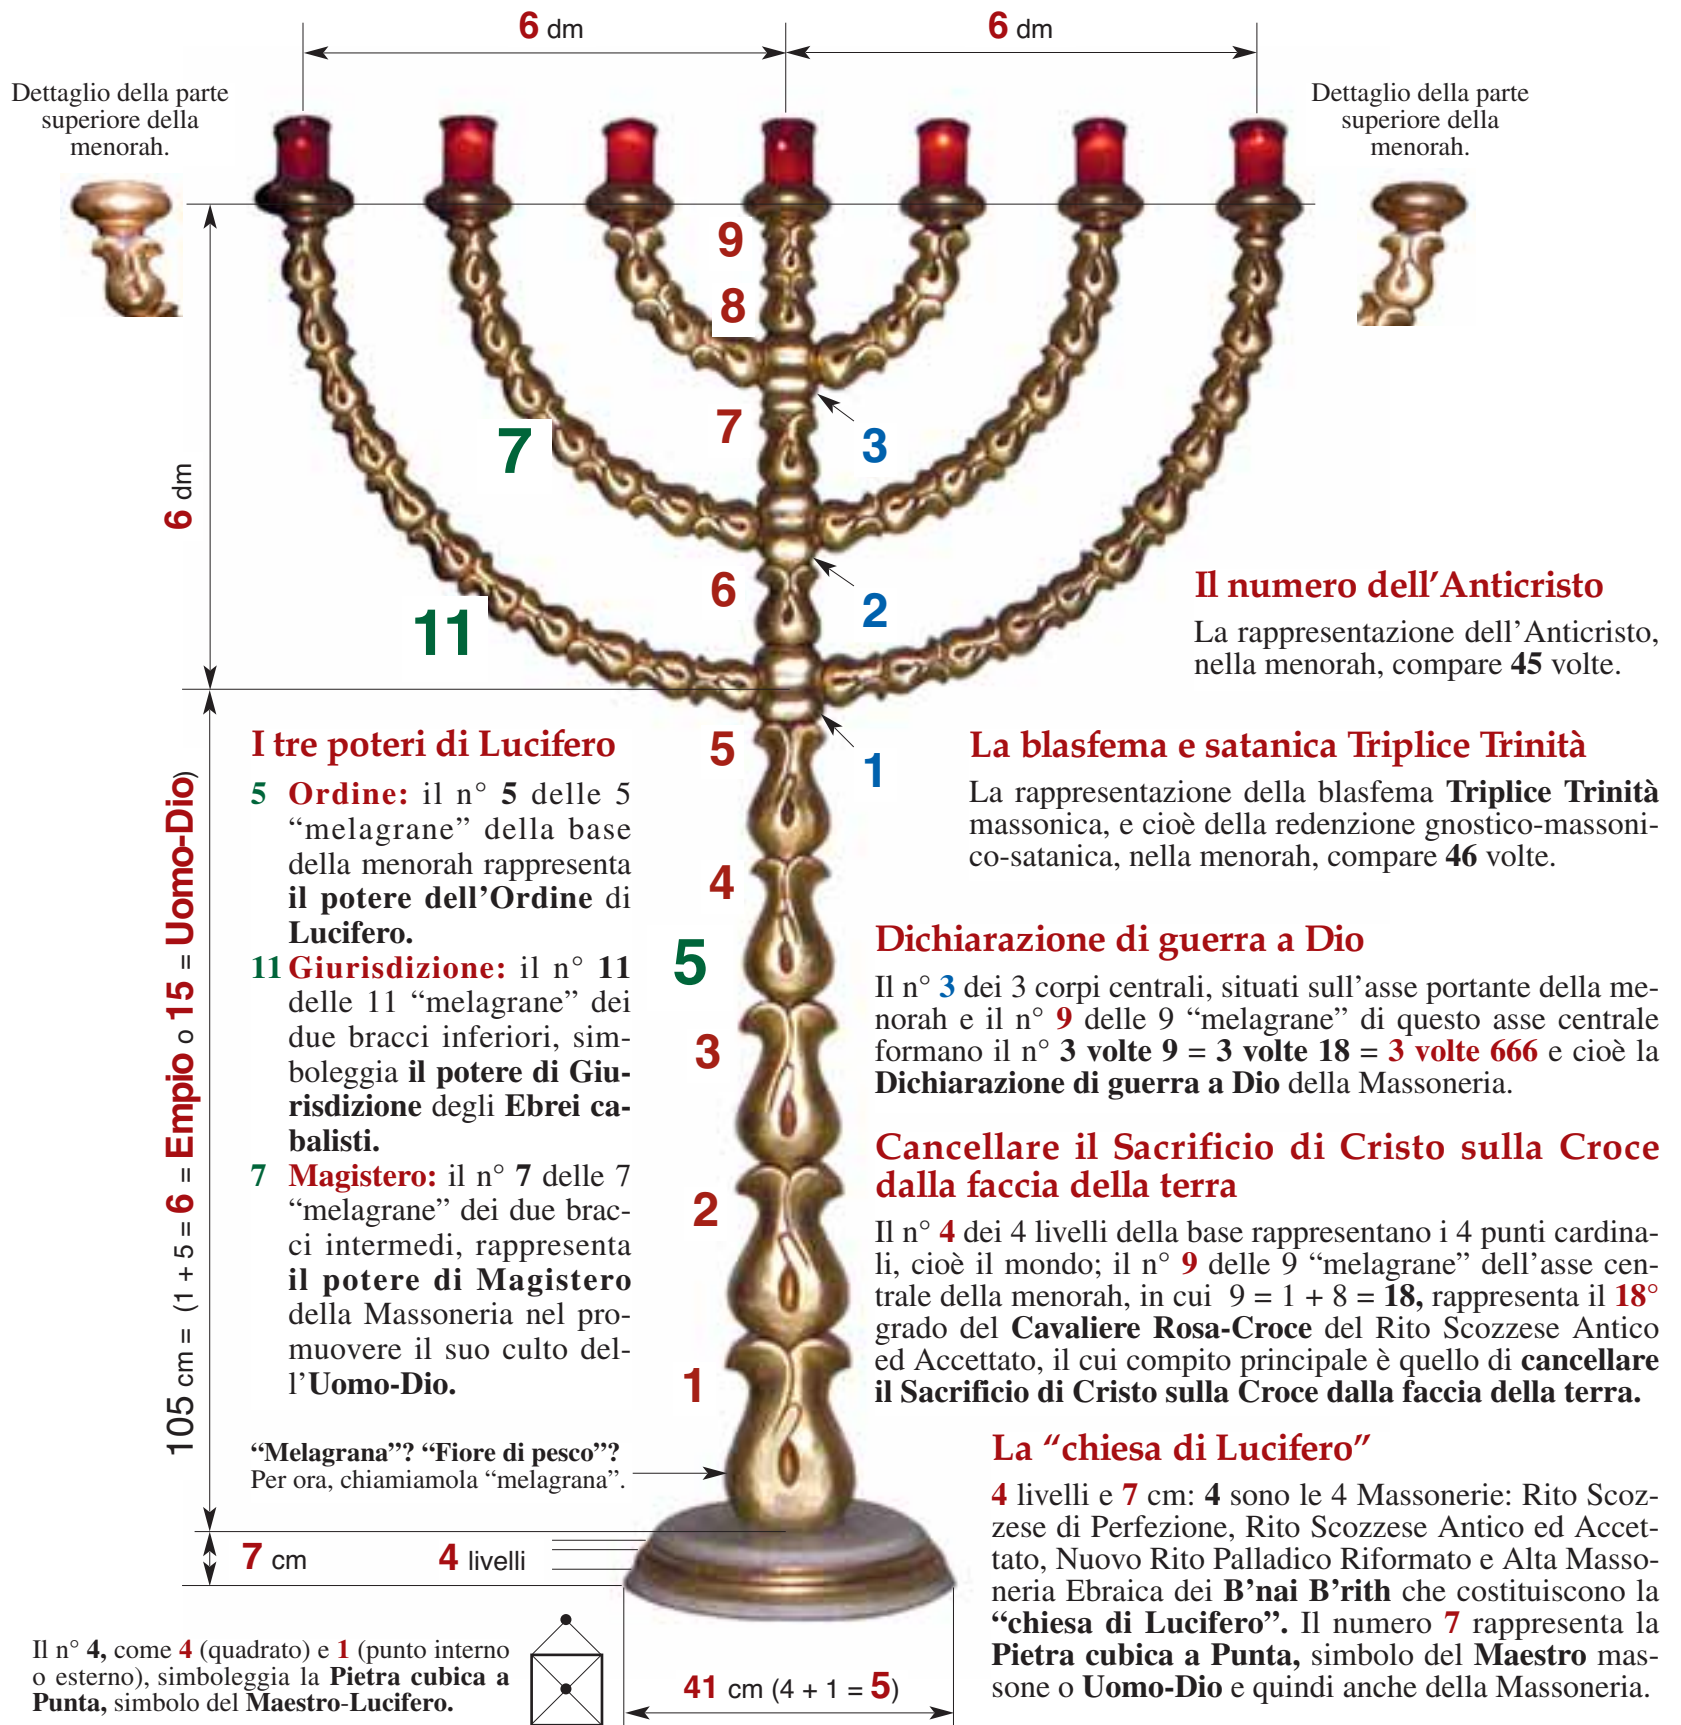 6 dm
6 dm
Dettaglio della parte
superiore della
menorah.
Dettaglio della parte
superiore della
menorah.
9
8
7
3
7
6 dm
6
2
11
Il numero dell’Anticristo
La rappresentazione dell’Anticristo,
nella menorah, compare 45 volte.
5
1
I tre poteri di Lucifero
5 Ordine: il n° 5 delle 5
“melagrane” della base
della menorah rappresenta
il potere dell’Ordine di
Lucifero.
11 Giurisdizione: il n° 11
delle 11 “melagrane” dei
due bracci inferiori, sim-
boleggia il potere di Giu-
risdizione degli Ebrei ca-
balisti.
7 Magistero: il n° 7 delle 7
“melagrane” dei due brac-
ci intermedi, rappresenta
il potere di Magistero
della Massoneria nel pro-
muovere il suo culto del-
l’Uomo-Dio.
La blasfema e satanica Triplice Trinità
La rappresentazione della blasfema Triplice Trinità
massonica, e cioè della redenzione gnostico-massoni-
co-satanica, nella menorah, compare 46 volte.
4
5
3
2
1
Dichiarazione di guerra a Dio
Il n° 3 dei 3 corpi centrali, situati sull’asse portante della me-
norah e il n° 9 delle 9 “melagrane” di questo asse centrale
formano il n° 3 volte 9 = 3 volte 18 = 3 volte 666 e cioè la
Dichiarazione di guerra a Dio della Massoneria.
Cancellare il Sacrificio di Cristo sulla Croce
dalla faccia della terra
Il n° 4 dei 4 livelli della base rappresentano i 4 punti cardina-
li, cioè il mondo; il n° 9 delle 9 “melagrane” dell’asse cen-
trale della menorah, in cui 9 = 1 + 8 = 18, rappresenta il 18°
grado del Cavaliere Rosa-Croce del Rito Scozzese Antico
ed Accettato, il cui compito principale è quello di cancellare
il Sacrificio di Cristo sulla Croce dalla faccia della terra.
105 cm = (1 + 5 = 6 = Empio o 15 = Uomo-Dio)
“Melagrana”? “Fiore di pesco”?
Per ora, chiamiamola “melagrana”.
La “chiesa di Lucifero”
4 livelli e 7 cm: 4 sono le 4 Massonerie: Rito Scoz-
zese di Perfezione, Rito Scozzese Antico ed Accet-
tato, Nuovo Rito Palladico Riformato e Alta Masso-
neria Ebraica dei B’nai B’rith che costituiscono la
“chiesa di Lucifero”. Il numero 7 rappresenta la
Pietra cubica a Punta, simbolo del Maestro mas-
sone o Uomo-Dio e quindi anche della Massoneria.
7 cm
4 livelli
Il n° 4, come 4 (quadrato) e 1 (punto interno
o esterno), simboleggia la Pietra cubica a
Punta, simbolo del Maestro-Lucifero.
41 cm (4 + 1 = 5)